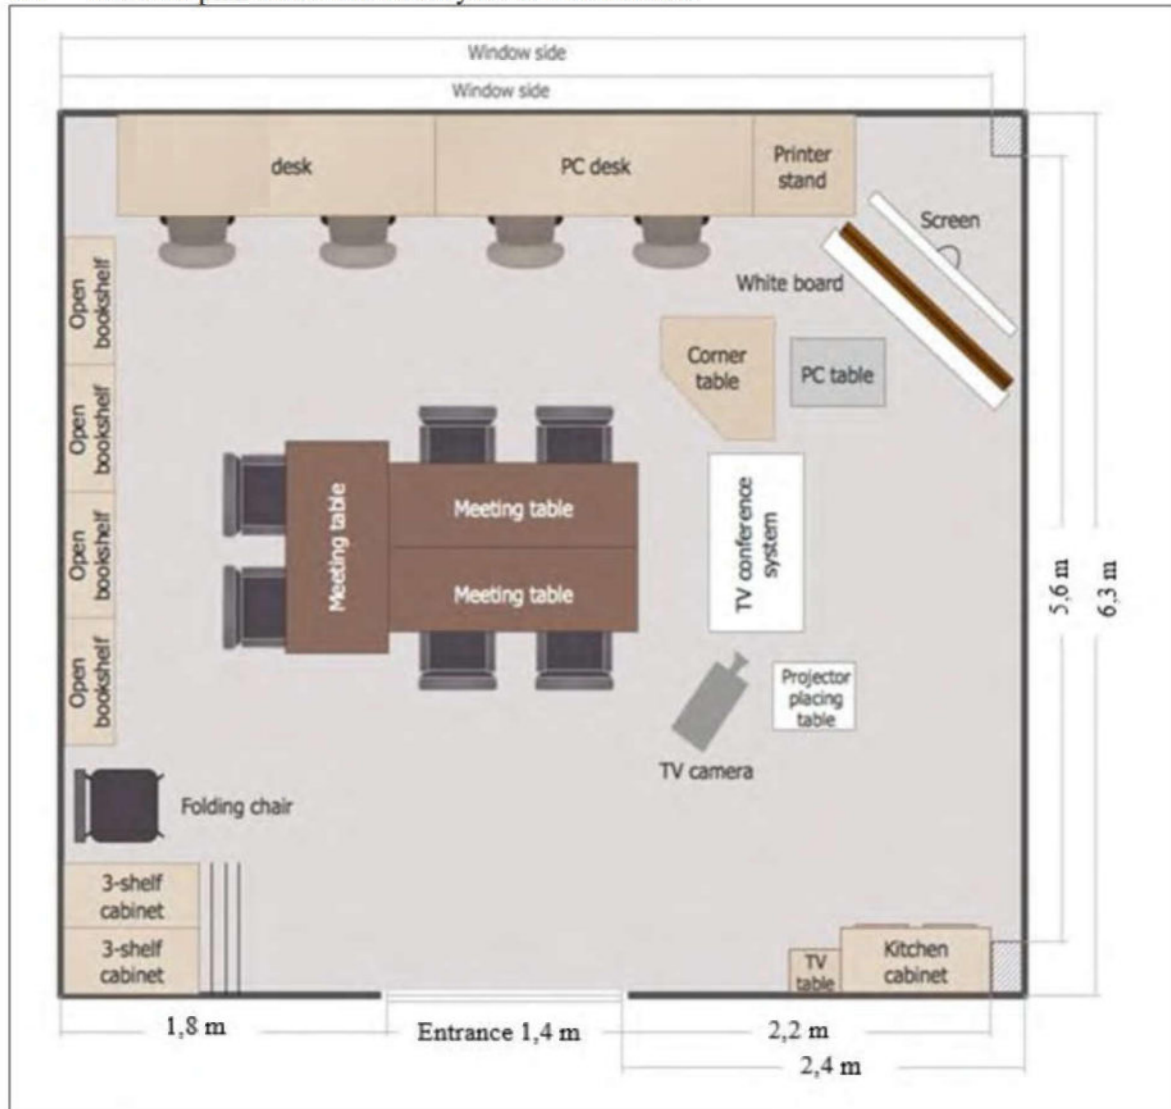 Window side
Window side
desk
PC desk
Printer
stand
Screen
White board
Open
bookshelf
Corner
table
PC table
Open
bookshelf
Meeting table
Meeting table
Meeting table
TV conference
system
Open
bookshelf
Open
bookshelf
5,6 m
6,3 m
Projector
placing
table
TV camera
Folding chair
3-shelf
cabinet
3-shelf
cabinet
TV
table
Kitchen
cabinet
1,8 m
Entrance 1,4 m
2,2 m
2,4 m